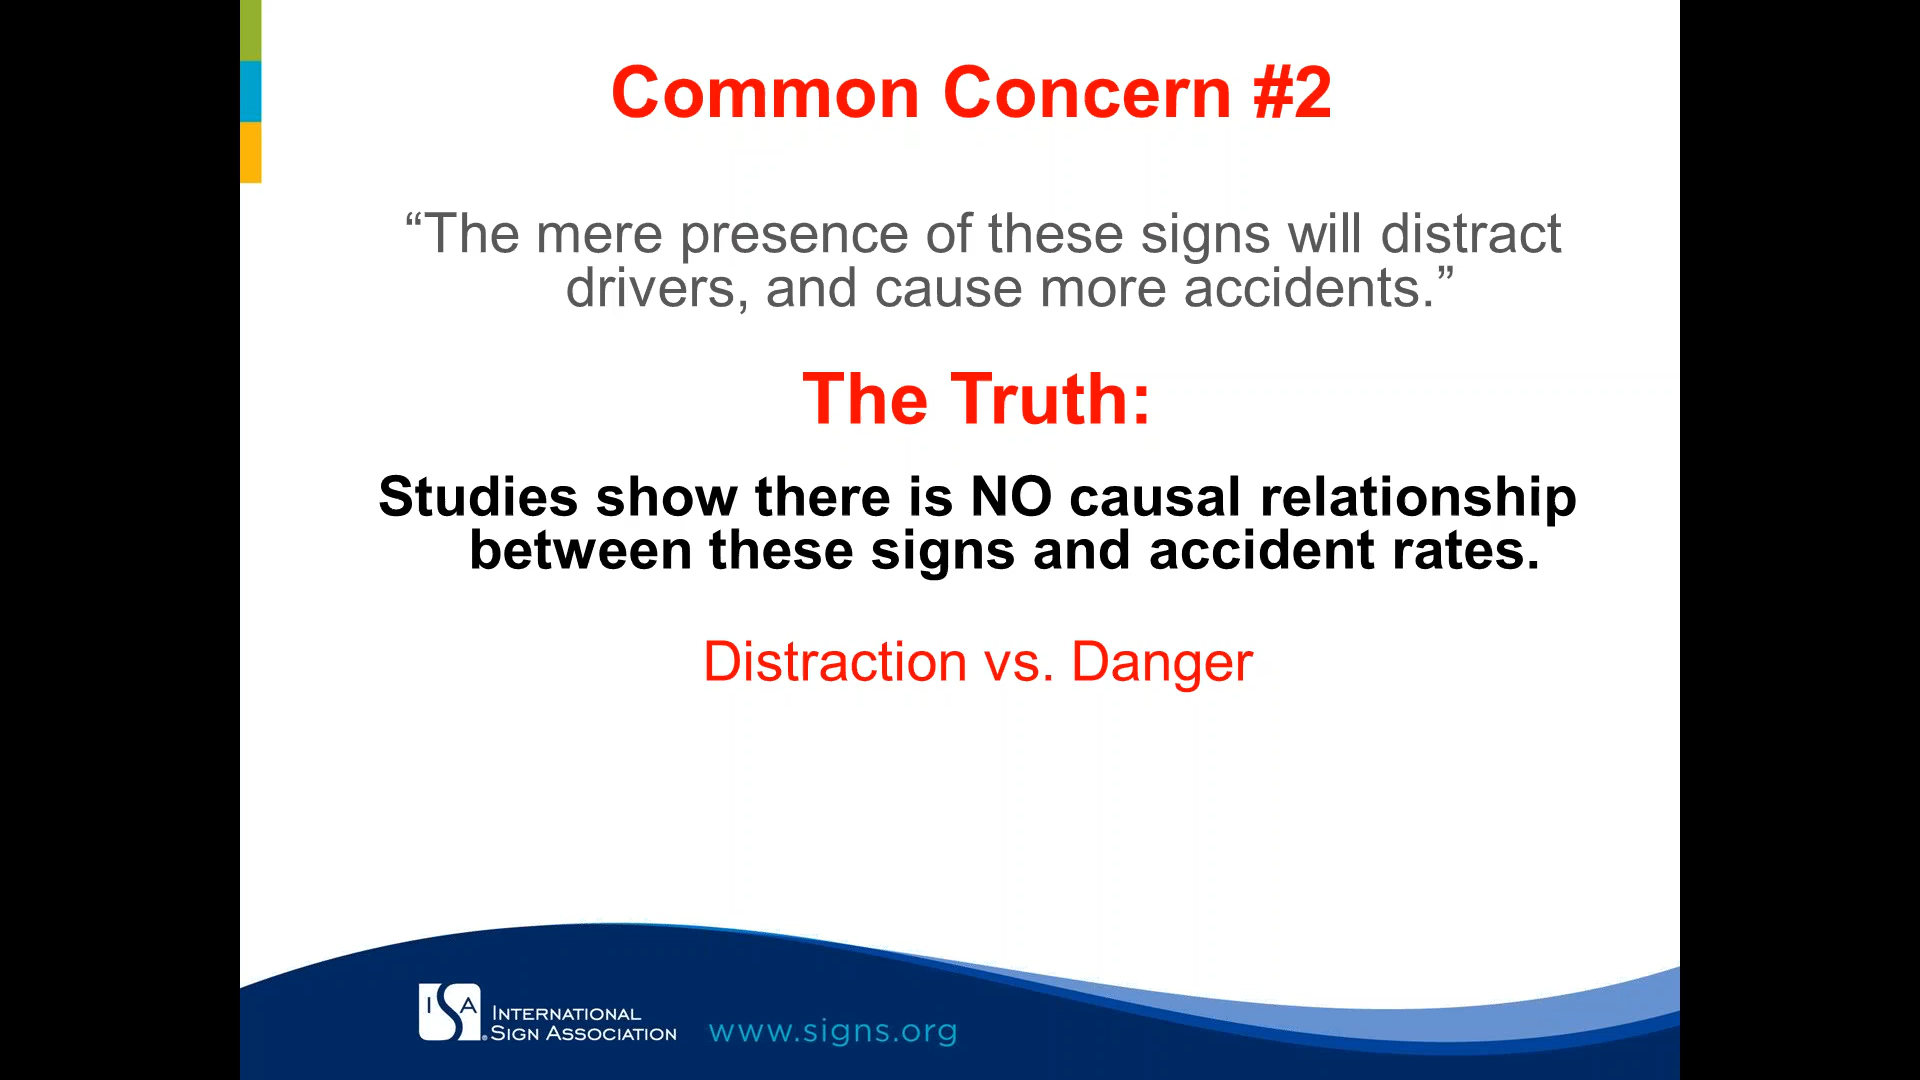 Common Concern #2
“The mere presence of these signs will distract
drivers, and cause more accidents.”
The Truth:
Studies show there is NO causal relationship
between these signs and accident rates.
Distraction vs. Danger
ISA®
INTERNATIONAL
SIGN ASSOCIATION
www.signs.org